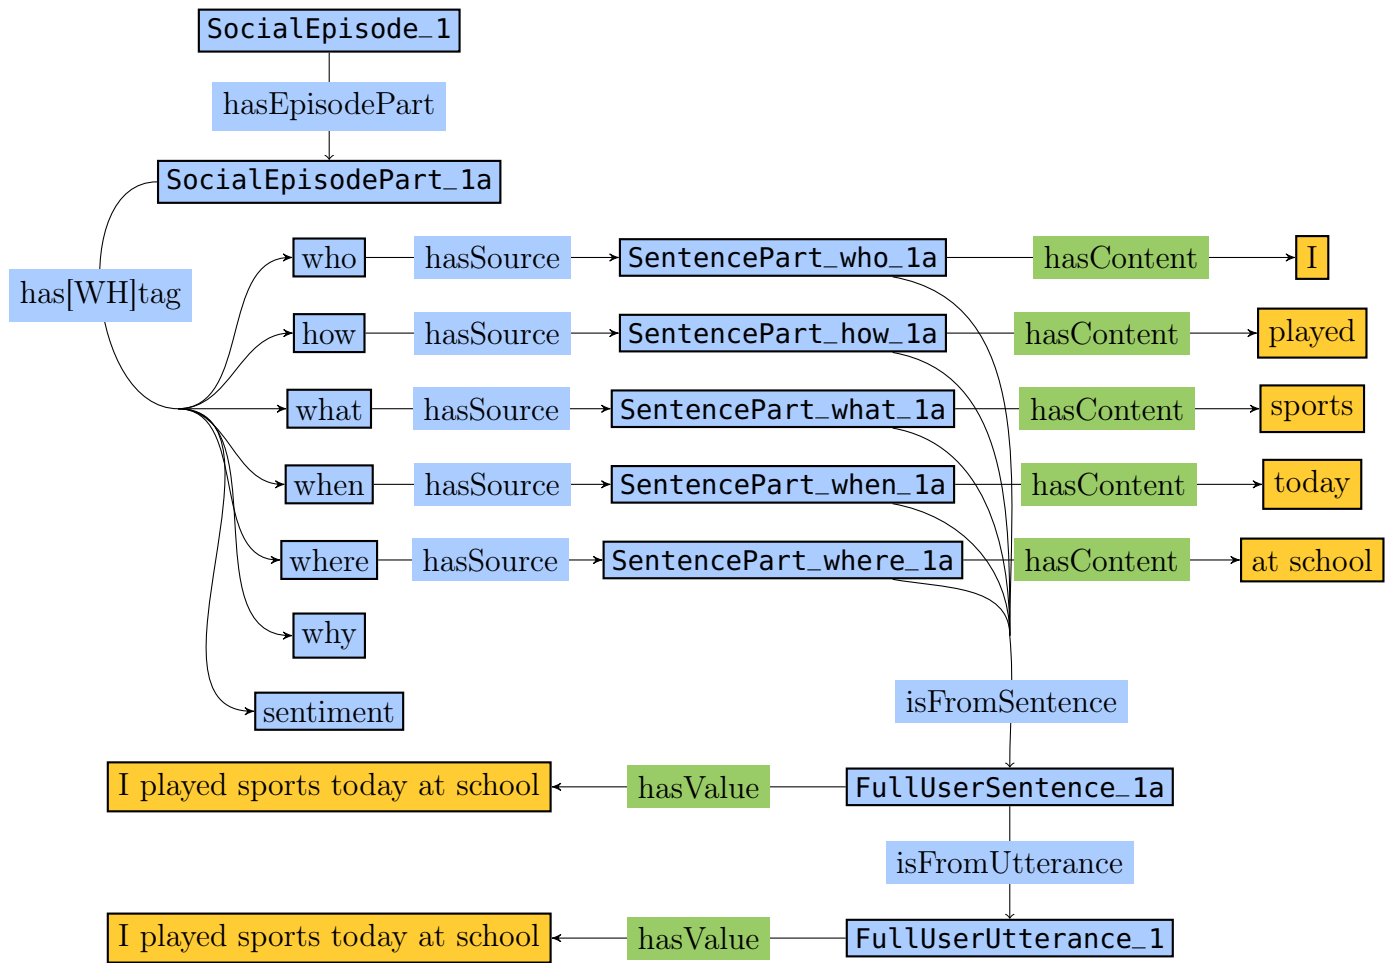 SocialEpisode_1
hasEpisodePart
SocialEpisodePart_1a
has[WH]tag
who hasSource SentencePart_who_1a hasContent I
how hasSource SentencePart_how_1a hasContent played
what hasSource SentencePart_what_1a hasContent sports
when hasSource SentencePart_when_1a hasContent today
where hasSource SentencePart_where_1a hasContent at school
why
sentiment
isFromSentence
I played sports today at school hasValue FullUserSentence_1a
isFromUtterance
I played sports today at school hasValue FullUserUtterance_1